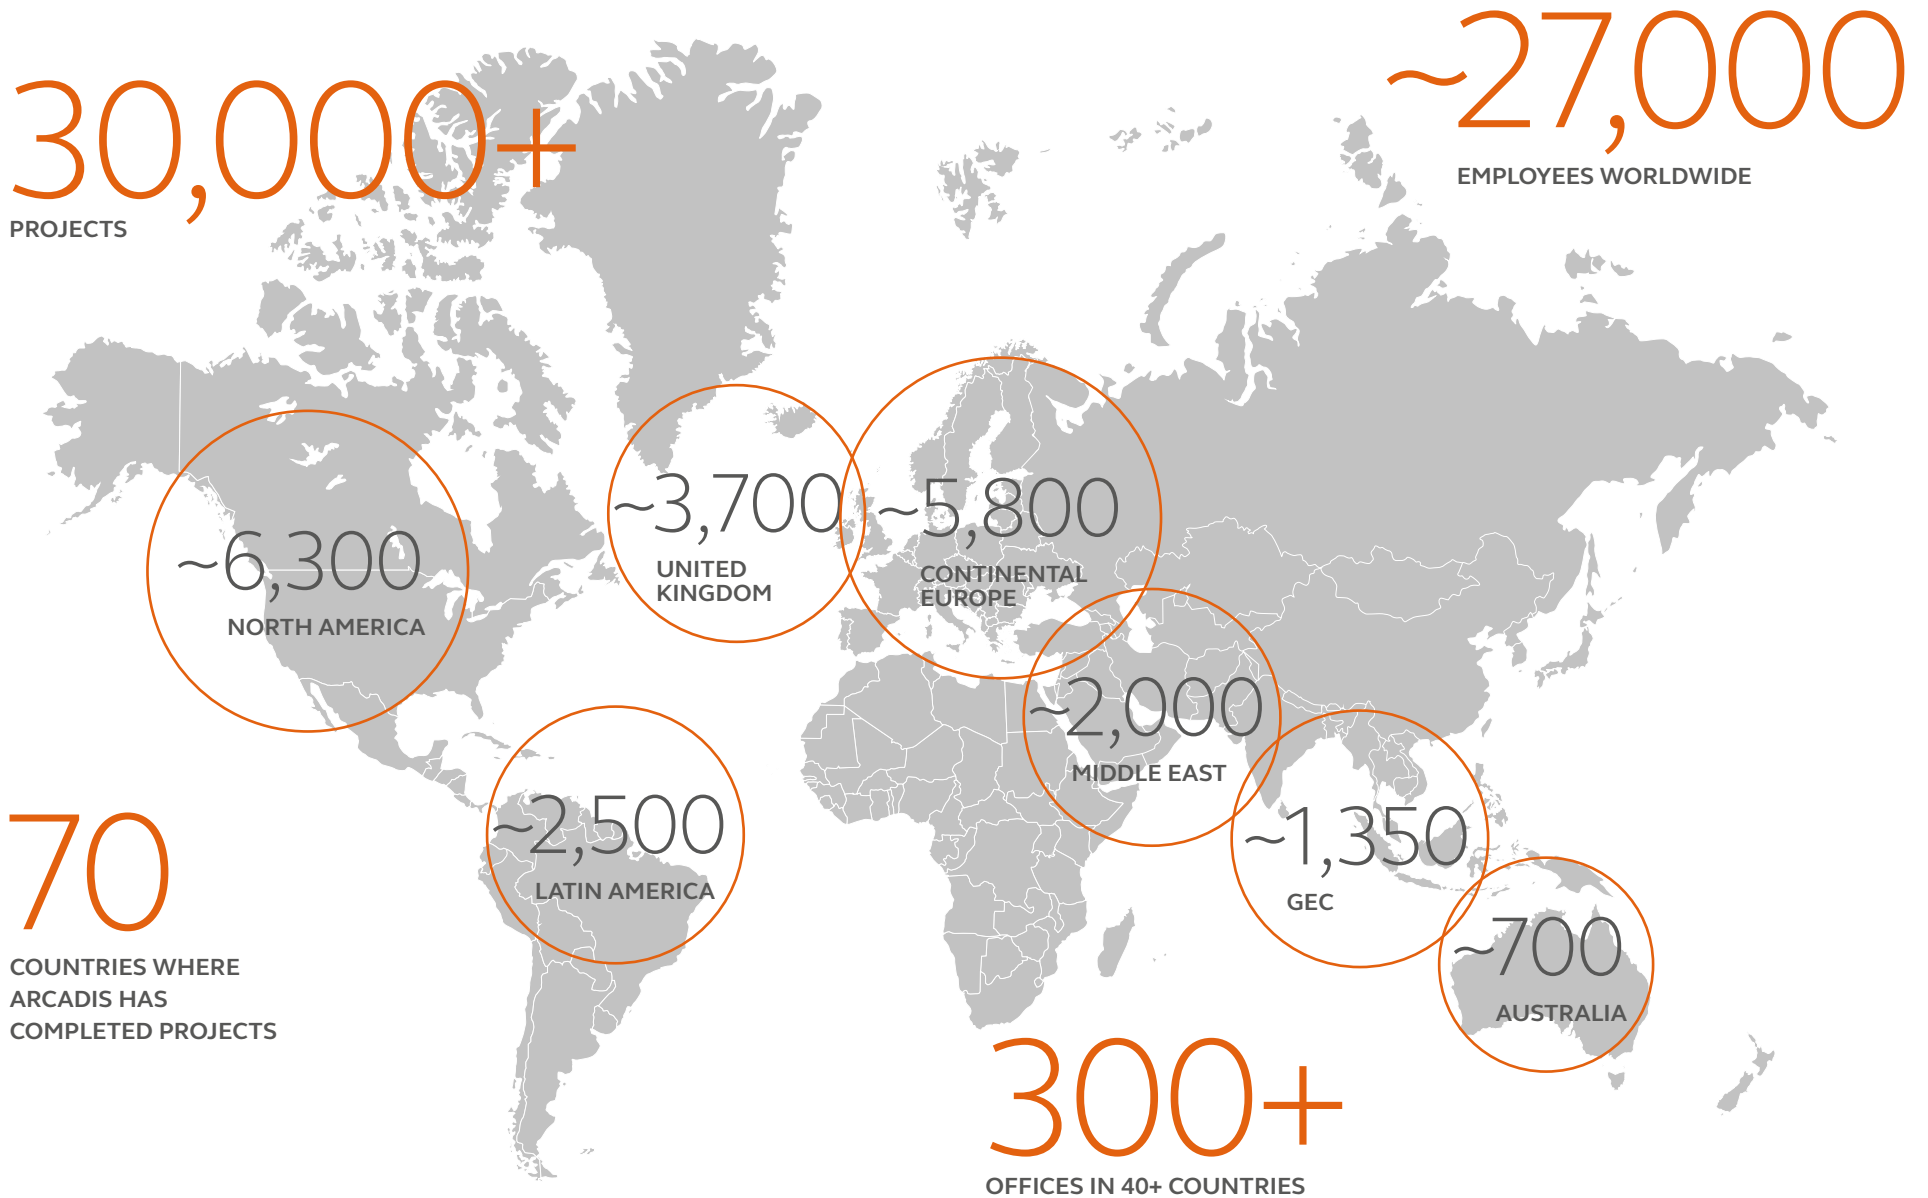 30,000+
PROJECTS
~27,000
EMPLOYEES WORLDWIDE
~6,300
NORTH AMERICA
~3,700
UNITED
KINGDOM
~5,800
CONTINENTAL
EUROPE
~2,000
MIDDLE EAST
~2,500
LATIN AMERICA
~1,350
GEC
~700
AUSTRALIA
70
COUNTRIES WHERE
ARCADIS HAS
COMPLETED PROJECTS
300+
OFFICES IN 40+ COUNTRIES